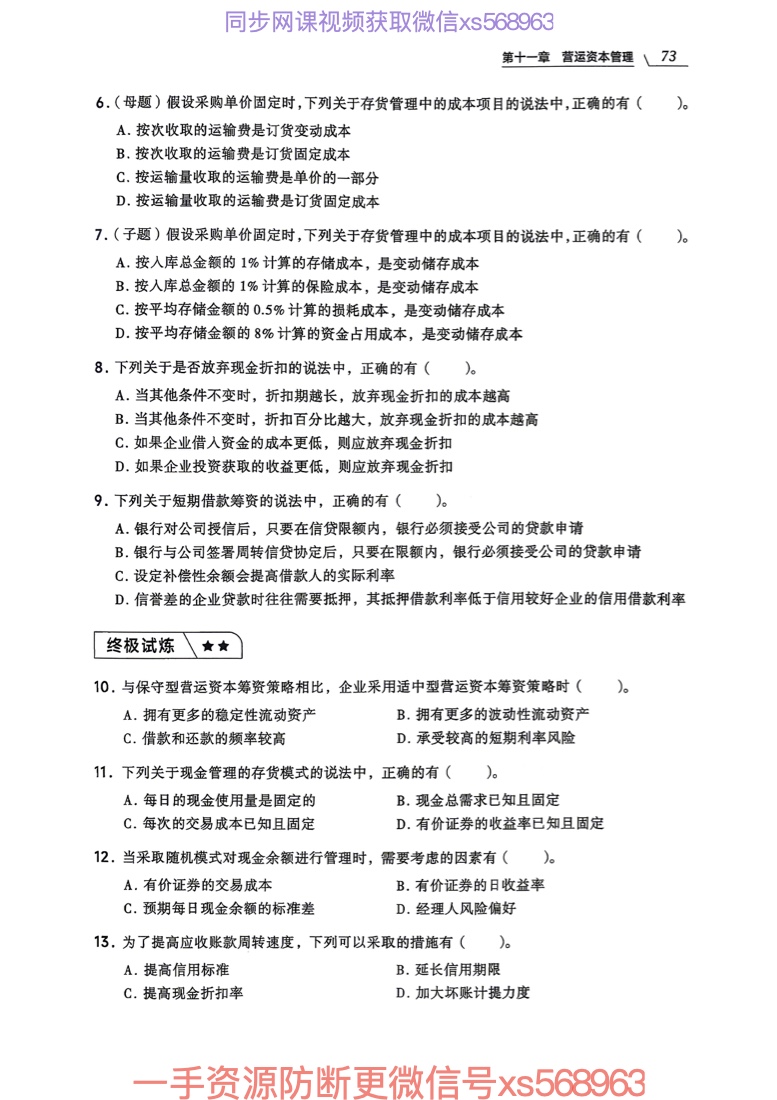 同步网课视频获取微信xs568963
第十一章 营运资本管理 73
6.(母题)假设采购单价固定时,下列关于存货管理中的成本项目的说法中,正确的有( )。
A. 按次收取的运输费是订货变动成本
B. 按次收取的运输费是订货固定成本
C. 按运输量收取的运输费是单价的一部分
D. 按运输量收取的运输费是订货固定成本
7.(子题)假设采购单价固定时,下列关于存货管理中的成本项目的说法中,正确的有( )。
A. 按入库总金额的 1% 计算的存储成本,是变动储存成本
B. 按入库总金额的 1% 计算的保险成本,是变动储存成本
C. 按平均存储金额的 0.5% 计算的损耗成本,是变动储存成本
D. 按平均存储金额的 8% 计算的资金占用成本,是变动储存成本
8. 下列关于是否放弃现金折扣的说法中,正确的有( )。
A. 当其他条件不变时,折扣期越长,放弃现金折扣的成本越高
B. 当其他条件不变时,折扣百分比越大,放弃现金折扣的成本越高
C. 如果企业借入资金的成本更低,则应放弃现金折扣
D. 如果企业投资获取的收益更低,则应放弃现金折扣
9. 下列关于短期借款筹资的说法中,正确的有( )。
A. 银行对公司授信后,只要在信贷限额内,银行必须接受公司的贷款申请
B. 银行与公司签署周转信贷协定后,只要在限额内,银行必须接受公司的贷款申请
C. 设定补偿性余额会提高借款人的实际利率
D. 信誉差的企业贷款时往往需要抵押,其抵押借款利率低于信用较好企业的信用借款利率
终极试炼 ★★
10. 与保守型营运资本筹资策略相比,企业采用适中型营运资本筹资策略时( )。
A. 拥有更多的稳定性流动资产 B. 拥有更多的波动性流动资产
C. 借款和还款的频率较高 D. 承受较高的短期利率风险
11. 下列关于现金管理的存货模式的说法中,正确的有( )。
A. 每日的现金使用量是固定的 B. 现金总需求已知且固定
C. 每次的交易成本已知且固定 D. 有价证券的收益率已知且固定
12. 当采取随机模式对现金余额进行管理时,需要考虑的因素有( )。
A. 有价证券的交易成本 B. 有价证券的日收益率
C. 预期每日现金余额的标准差 D. 经理人风险偏好
13. 为了提高应收账款周转速度,下列可以采取的措施有( )。
A. 提高信用标准 B. 延长信用期限
C. 提高现金折扣率 D. 加大坏账计提力度
一手资源防断更微信号xs568963